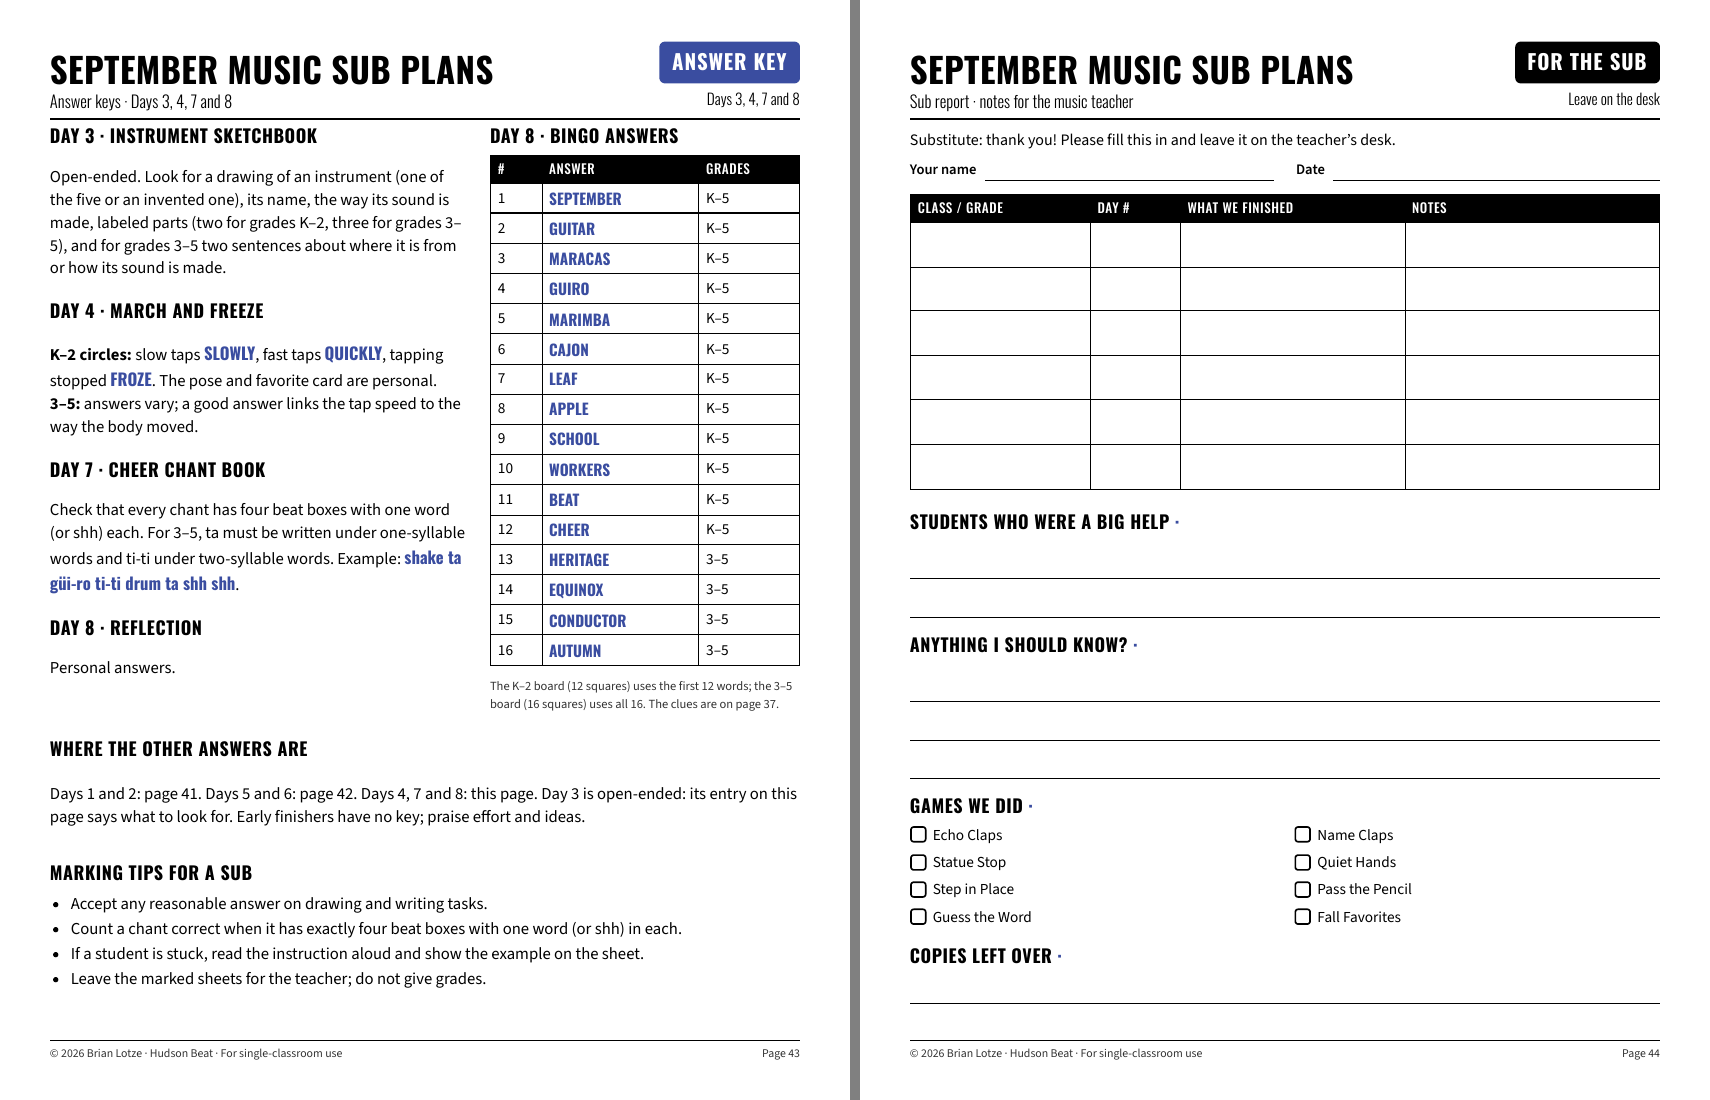 SEPTEMBER MUSIC SUB PLANS
ANSWER KEY
Answer keys · Days 3, 4, 7 and 8
Days 3, 4, 7 and 8
DAY 3 · INSTRUMENT SKETCHBOOK
Open-ended. Look for a drawing of an instrument (one of
the five or an invented one), its name, the way its sound is
made, labeled parts (two for grades K–2, three for grades 3–
5), and for grades 3–5 two sentences about where it is from
or how its sound is made.
DAY 4 · MARCH AND FREEZE
K–2 circles: slow taps SLOWLY, fast taps QUICKLY, tapping
stopped FROZE. The pose and favorite card are personal.
3–5: answers vary; a good answer links the tap speed to the
way the body moved.
DAY 7 · CHEER CHANT BOOK
Check that every chant has four beat boxes with one word
(or shh) each. For 3–5, ta must be written under one-syllable
words and ti-ti under two-syllable words. Example: shake ta
güi-ro ti-ti drum ta shh shh.
DAY 8 · REFLECTION
Personal answers.
DAY 8 · BINGO ANSWERS
# ANSWER GRADES
1 SEPTEMBER K–5
2 GUITAR K–5
3 MARACAS K–5
4 GUIRO K–5
5 MARIMBA K–5
6 CAJON K–5
7 LEAF K–5
8 APPLE K–5
9 SCHOOL K–5
10 WORKERS K–5
11 BEAT K–5
12 CHEER K–5
13 HERITAGE 3–5
14 EQUINOX 3–5
15 CONDUCTOR 3–5
16 AUTUMN 3–5
The K–2 board (12 squares) uses the first 12 words; the 3–5
board (16 squares) uses all 16. The clues are on page 37.
WHERE THE OTHER ANSWERS ARE
Days 1 and 2: page 41. Days 5 and 6: page 42. Days 4, 7 and 8: this page. Day 3 is open-ended: its entry on this
page says what to look for. Early finishers have no key; praise effort and ideas.
MARKING TIPS FOR A SUB
• Accept any reasonable answer on drawing and writing tasks.
• Count a chant correct when it has exactly four beat boxes with one word (or shh) in each.
• If a student is stuck, read the instruction aloud and show the example on the sheet.
• Leave the marked sheets for the teacher; do not give grades.
© 2026 Brian Lotze · Hudson Beat · For single-classroom use
Page 43
SEPTEMBER MUSIC SUB PLANS
FOR THE SUB
Sub report · notes for the music teacher
Leave on the desk
Substitute: thank you! Please fill this in and leave it on the teacher’s desk.
Your name Date
CLASS / GRADE DAY # WHAT WE FINISHED NOTES
STUDENTS WHO WERE A BIG HELP ·
ANYTHING I SHOULD KNOW? ·
GAMES WE DID ·
Echo Claps Name Claps
Statue Stop Quiet Hands
Step in Place Pass the Pencil
Guess the Word Fall Favorites
COPIES LEFT OVER ·
© 2026 Brian Lotze · Hudson Beat · For single-classroom use
Page 44